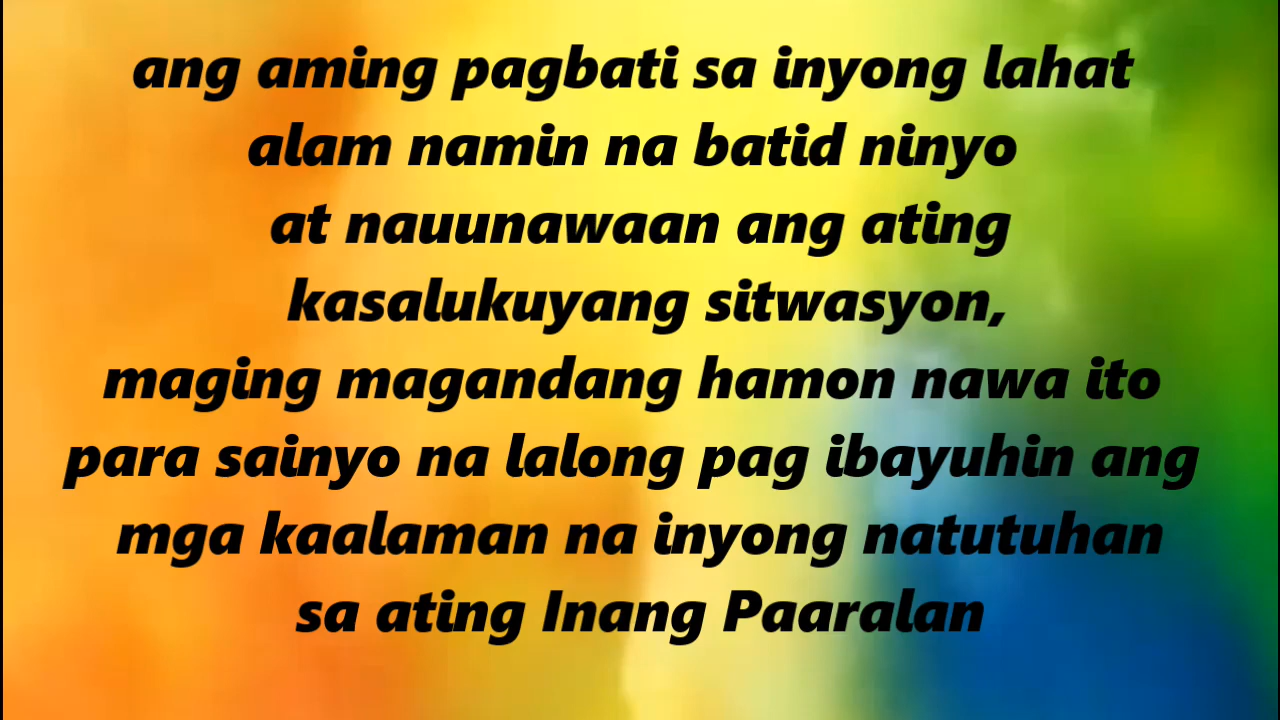 ang aming pagbati sa inyong lahat
alam namin na batid ninyo
at nauunawaan ang ating
kasalukuyang sitwasyon,
maging magandang hamon nawa ito
para sainyo na lalong pag ibayuhin ang
mga kaalaman na inyong natutuhan
sa ating Inang Paaralan